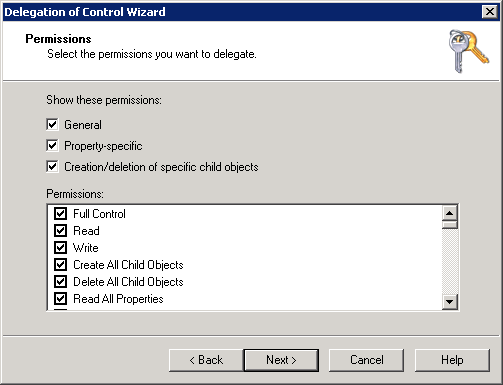 Delegation of Control Wizard
Permissions
Select the permissions you want to delegate.
Show these permissions:
General
Property-specific
Creation/deletion of specific child objects
Permissions:
Full Control
Read
Write
Create All Child Objects
Delete All Child Objects
Read All Properties
< Back
Next >
Cancel
Help